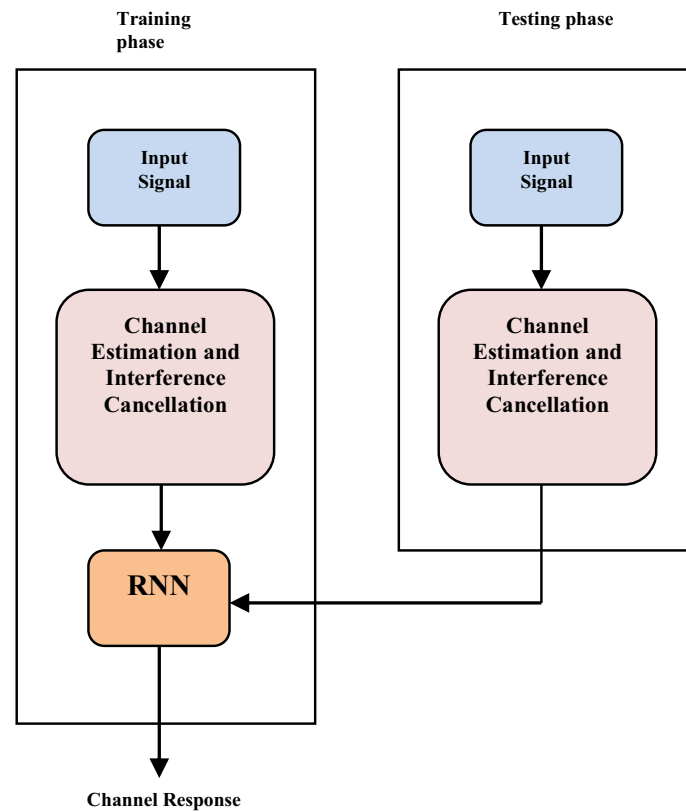 Training
phase
Testing phase
Input
Signal
Input
Signal
Channel
Estimation and
Interference
Cancellation
Channel
Estimation and
Interference
Cancellation
RNN
Channel Response